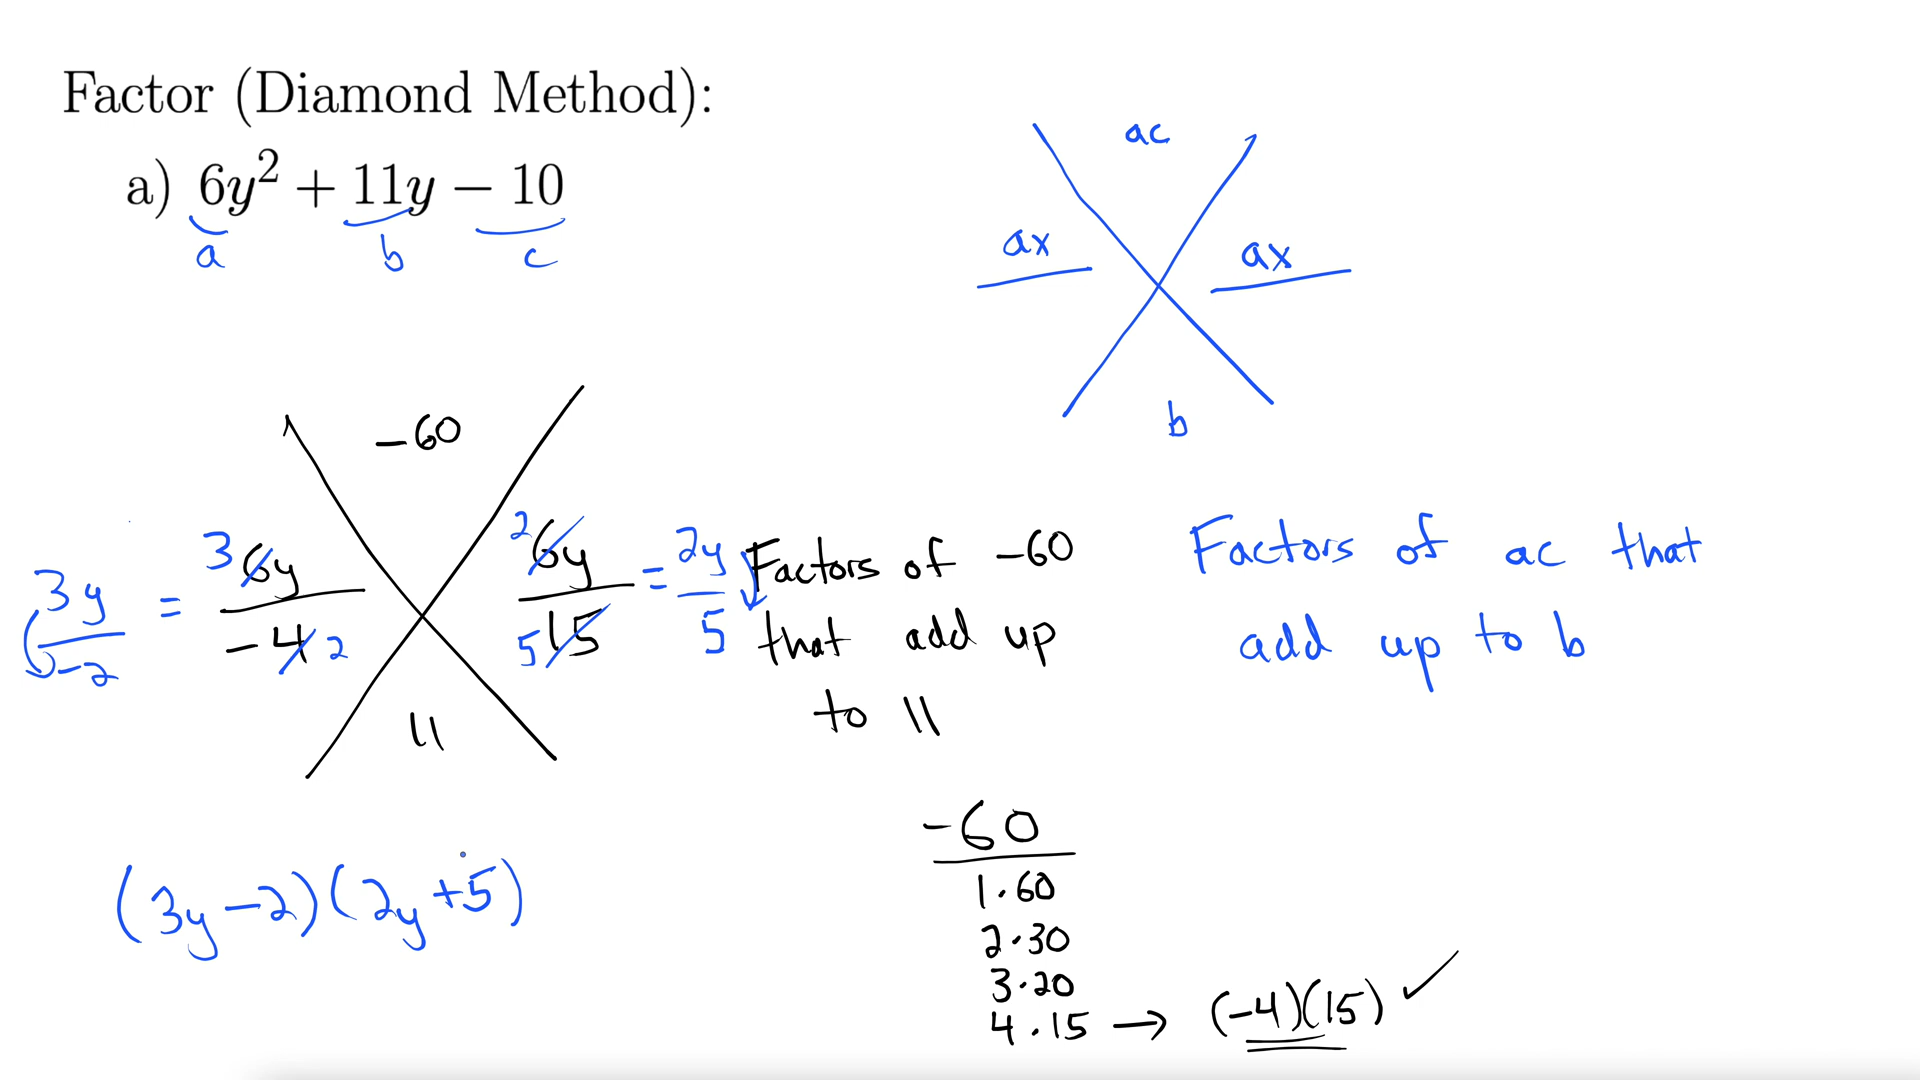 Factor (Diamond Method):
a) 6y² + 11y − 10
a b c
ac
ax ax
b
-60
3y/-2 = 3 6y/-4 2
2 6y/5 15 = 2y/5
11
Factors of -60
that add up
to 11
Factors of ac that
add up to b
-60
1·60
2·30
3·20
4·15 → (-4)(15) ✓
(3y-2)(2y+5)